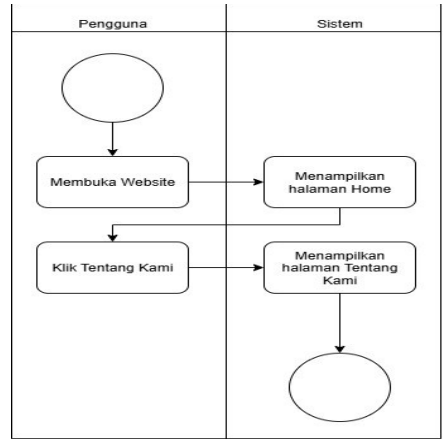 Pengguna
Sistem
Membuka Website
Menampilkan
halaman Home
Klik Tentang Kami
Menampilkan
halaman Tentang
Kami